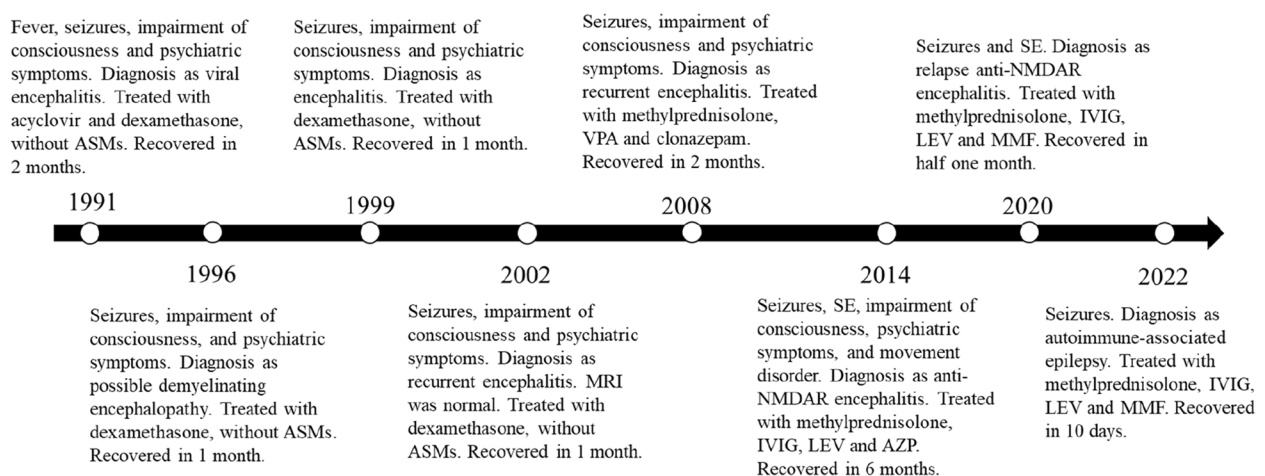 Fever, seizures, impairment of
consciousness and psychiatric
symptoms. Diagnosis as viral
encephalitis. Treated with
acyclovir and dexamethasone,
without ASMs. Recovered in
2 months.
Seizures, impairment of
consciousness and psychiatric
symptoms. Diagnosis as
encephalitis. Treated with
dexamethasone, without
ASMs. Recovered in 1 month.
Seizures, impairment of
consciousness and psychiatric
symptoms. Diagnosis as
recurrent encephalitis. Treated
with methylprednisolone,
VPA and clonazepam.
Recovered in 2 months.
Seizures and SE. Diagnosis as
relapse anti-NMDAR
encephalitis. Treated with
methylprednisolone, IVIG,
LEV and MMF. Recovered in
half one month.
1991
1999
2008
2020
1996
2002
2014
2022
Seizures, impairment of
consciousness, and psychiatric
symptoms. Diagnosis as
possible demyelinating
encephalopathy. Treated with
dexamethasone, without ASMs.
Recovered in 1 month.
Seizures, impairment of
consciousness and psychiatric
symptoms. Diagnosis as
recurrent encephalitis. MRI
was normal. Treated with
dexamethasone, without
ASMs. Recovered in 1 month.
Seizures, SE, impairment of
consciousness, psychiatric
symptoms, and movement
disorder. Diagnosis as anti-
NMDAR encephalitis. Treated
with methylprednisolone,
IVIG, LEV and AZP.
Recovered in 6 months.
Seizures. Diagnosis as
autoimmune-associated
epilepsy. Treated with
methylprednisolone, IVIG,
LEV and MMF. Recovered
in 10 days.